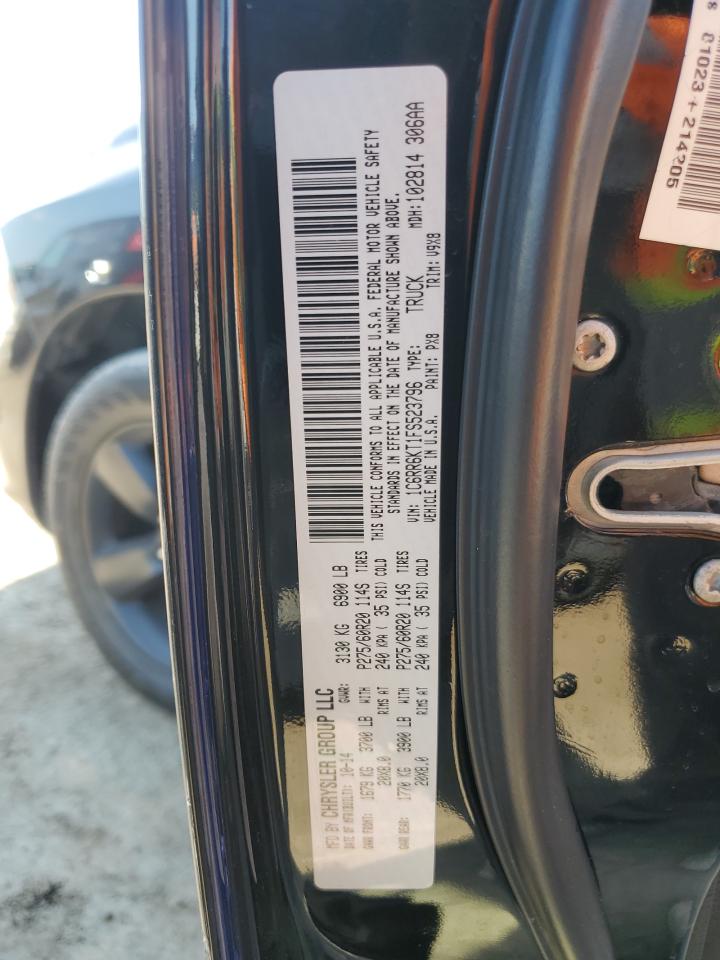 MFD BY CHRYSLER GROUP LLC
DATE OF MFR(BUILT): 10-14 GVWR: 3130 KG 6900 LB
GAWR FRONT: 1679 KG 3700 LB WITH P275/60R20 114S TIRES
20X8.0 RIMS AT 240 KPA ( 35 PSI) COLD
GAWR REAR: 1770 KG 3900 LB WITH P275/60R20 114S TIRES
20X8.0 RIMS AT 240 KPA ( 35 PSI) COLD
THIS VEHICLE CONFORMS TO ALL APPLICABLE U.S.A. FEDERAL MOTOR VEHICLE SAFETY
STANDARDS IN EFFECT ON THE DATE OF MANUFACTURE SHOWN ABOVE.
VIN: 1C6RR6KT1FS523796 TYPE: TRUCK MDH: 102814 306AA
VEHICLE MADE IN U.S.A. PAINT: PX8 TRIM: V9X8
81023+214205